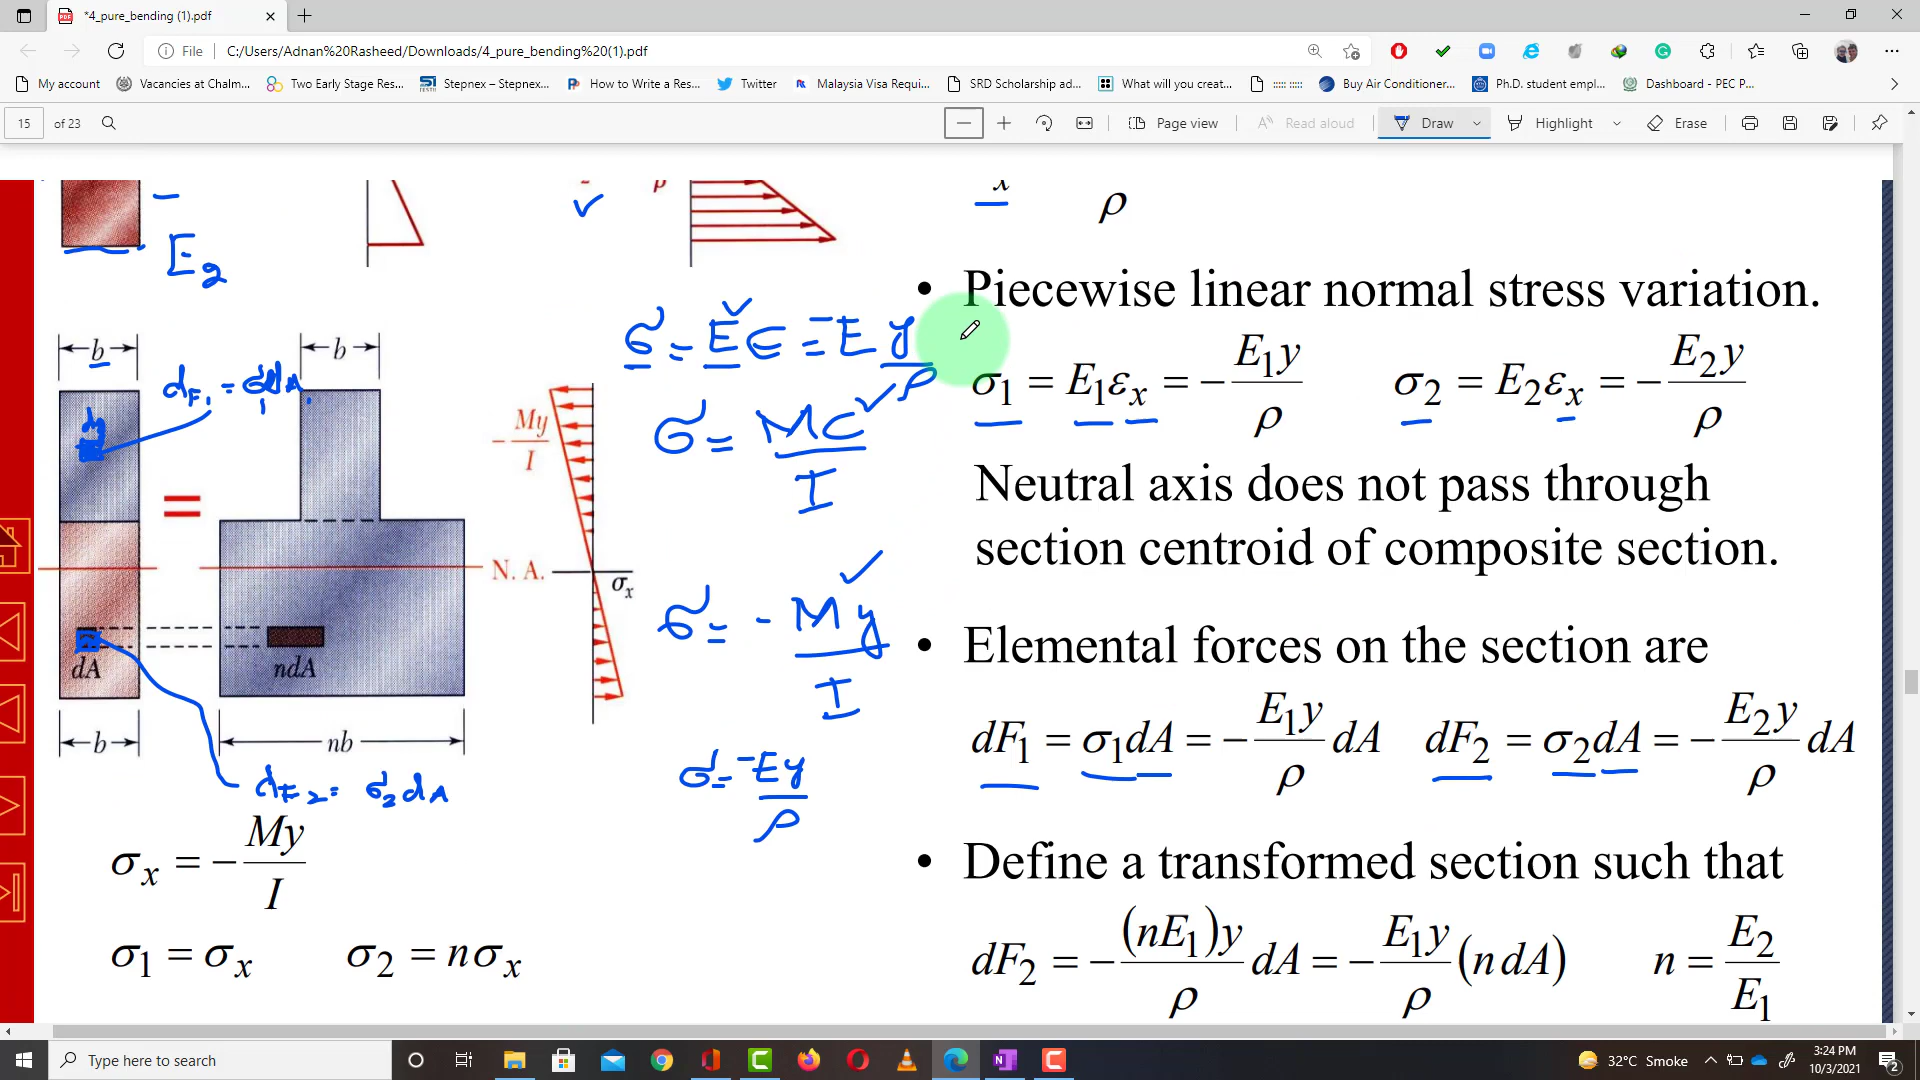 *4_pure_bending (1).pdf
File C:/Users/Adnan%20Rasheed/Downloads/4_pure_bending%20(1).pdf
My account Vacancies at Chalm... Two Early Stage Res... Stepnex – Stepnex... How to Write a Res... Twitter Malaysia Visa Requi... SRD Scholarship ad... What will you creat... ::::: ::::: Buy Air Conditioner... Ph.D. student empl... Dashboard - PEC P...
15 of 23 Page view Read aloud Draw Highlight Erase
E₂
ρ
x
ρ
• Piecewise linear normal stress variation.
σ = E ϵ = -E y/ρ
σ₁ = E₁εₓ = −E₁y/ρ σ₂ = E₂εₓ = −E₂y/ρ
b b
dF₁ = σ₁dA
dy
−My/I
σ = MC/I
Neutral axis does not pass through
section centroid of composite section.
=
N. A. σₓ
σ = -My/I
• Elemental forces on the section are
dA ndA
dF₁ = σ₁dA = −E₁y/ρ dA dF₂ = σ₂dA = −E₂y/ρ dA
b nb
σ = -Ey/ρ
dF₂ = σ₂dA
σₓ = −My/I
• Define a transformed section such that
dF₂ = −(nE₁)y/ρ dA = −E₁y/ρ (n dA) n = E₂/E₁
σ₁ = σₓ σ₂ = nσₓ
Type here to search
32°C Smoke
3:24 PM
10/3/2021
2